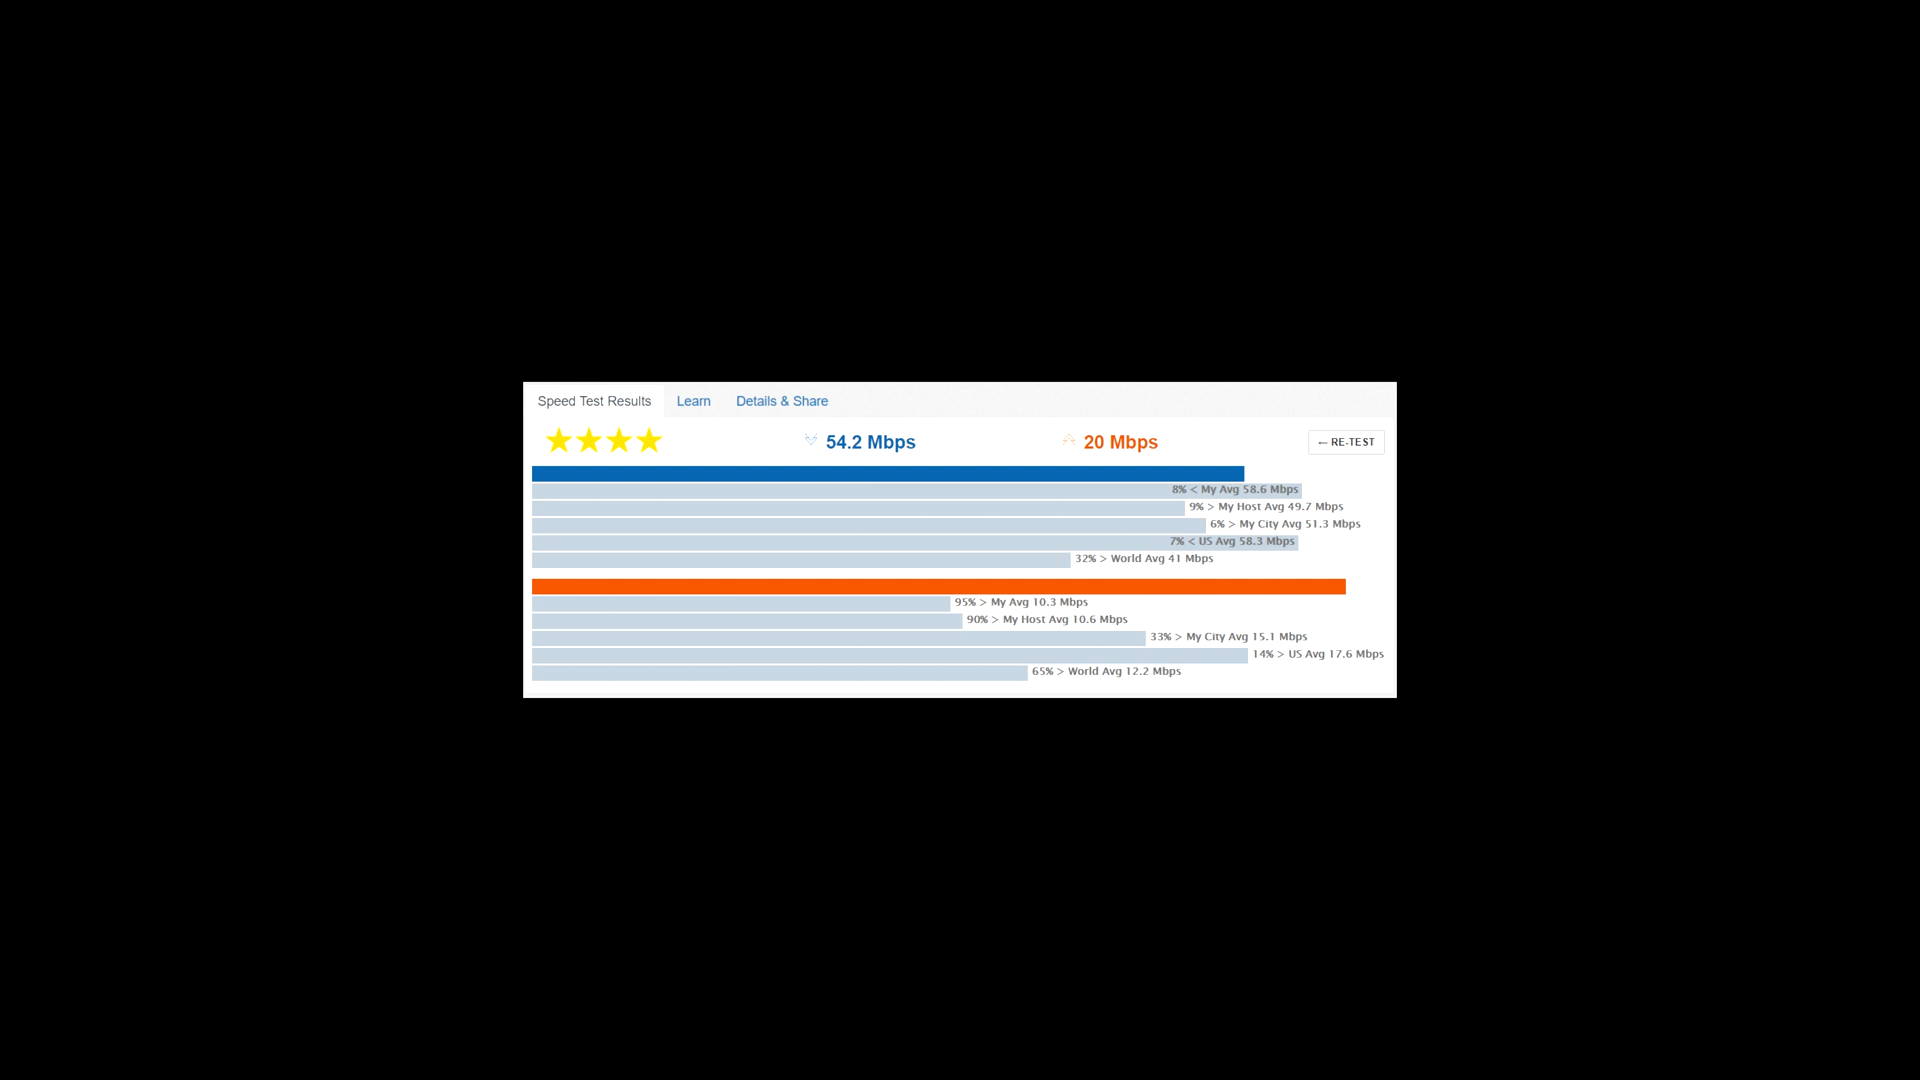 Speed Test Results Learn Details & Share
54.2 Mbps 20 Mbps ← RE-TEST
8% < My Avg 58.6 Mbps
9% > My Host Avg 49.7 Mbps
6% > My City Avg 51.3 Mbps
7% < US Avg 58.3 Mbps
32% > World Avg 41 Mbps
95% > My Avg 10.3 Mbps
90% > My Host Avg 10.6 Mbps
33% > My City Avg 15.1 Mbps
14% > US Avg 17.6 Mbps
65% > World Avg 12.2 Mbps